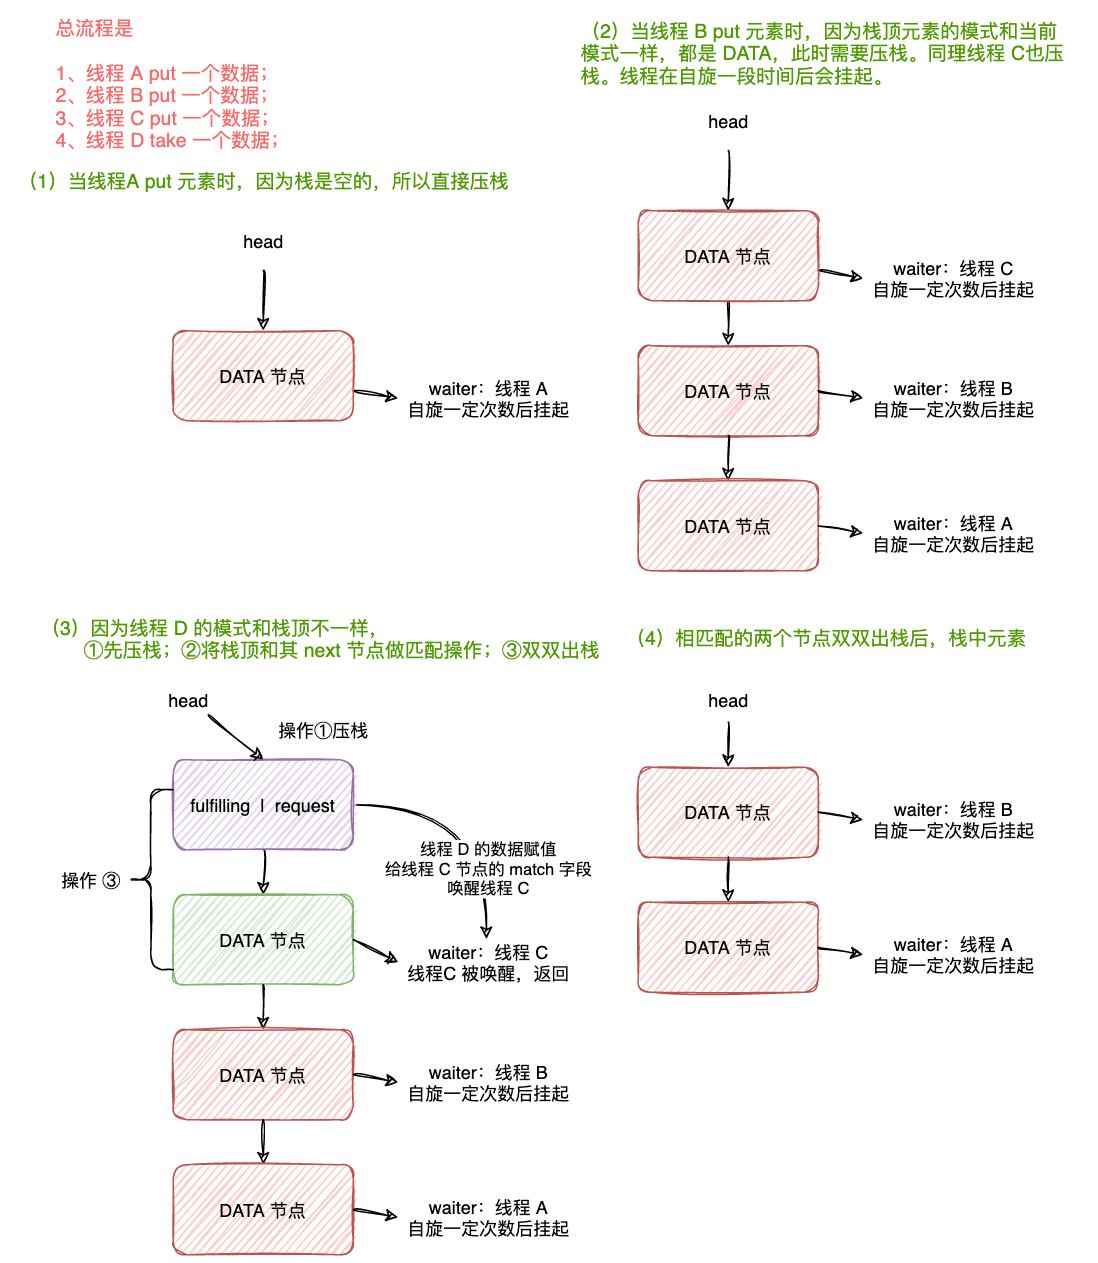 总流程是
1、线程 A put 一个数据；
2、线程 B put 一个数据；
3、线程 C put 一个数据；
4、线程 D take 一个数据；
（1）当线程A put 元素时，因为栈是空的，所以直接压栈
head
DATA 节点
waiter：线程 A
自旋一定次数后挂起
（2）当线程 B put 元素时，因为栈顶元素的模式和当前
模式一样，都是 DATA，此时需要压栈。同理线程 C也压
栈。线程在自旋一段时间后会挂起。
head
DATA 节点
waiter：线程 C
自旋一定次数后挂起
DATA 节点
waiter：线程 B
自旋一定次数后挂起
DATA 节点
waiter：线程 A
自旋一定次数后挂起
（3）因为线程 D 的模式和栈顶不一样，
①先压栈；②将栈顶和其 next 节点做匹配操作；③双双出栈
head
操作①压栈
fulfilling | request
线程 D 的数据赋值
给线程 C 节点的 match 字段
唤醒线程 C
操作 ③
DATA 节点
waiter：线程 C
线程C 被唤醒，返回
DATA 节点
waiter：线程 B
自旋一定次数后挂起
DATA 节点
waiter：线程 A
自旋一定次数后挂起
（4）相匹配的两个节点双双出栈后，栈中元素
head
DATA 节点
waiter：线程 B
自旋一定次数后挂起
DATA 节点
waiter：线程 A
自旋一定次数后挂起